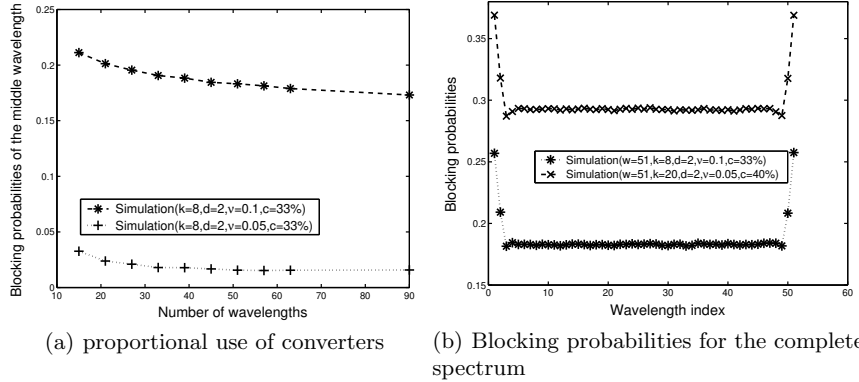 0.25
0.2
0.15
0.1
0.05
0
10
20
30
40
50
60
70
80
90
Blocking probabilities of the middle wavelength
Number of wavelengths
Simulation(k=8,d=2,ν=0.1,c=33%)
Simulation(k=8,d=2,ν=0.05,c=33%)
(a) proportional use of converters
0.35
0.3
0.25
0.2
0.15
0
10
20
30
40
50
60
Blocking probabilities
Wavelength index
Simulation(w=51,k=8,d=2,ν=0.1,c=33%)
Simulation(w=51,k=20,d=2,ν=0.05,c=40%)
(b) Blocking probabilities for the complete
spectrum